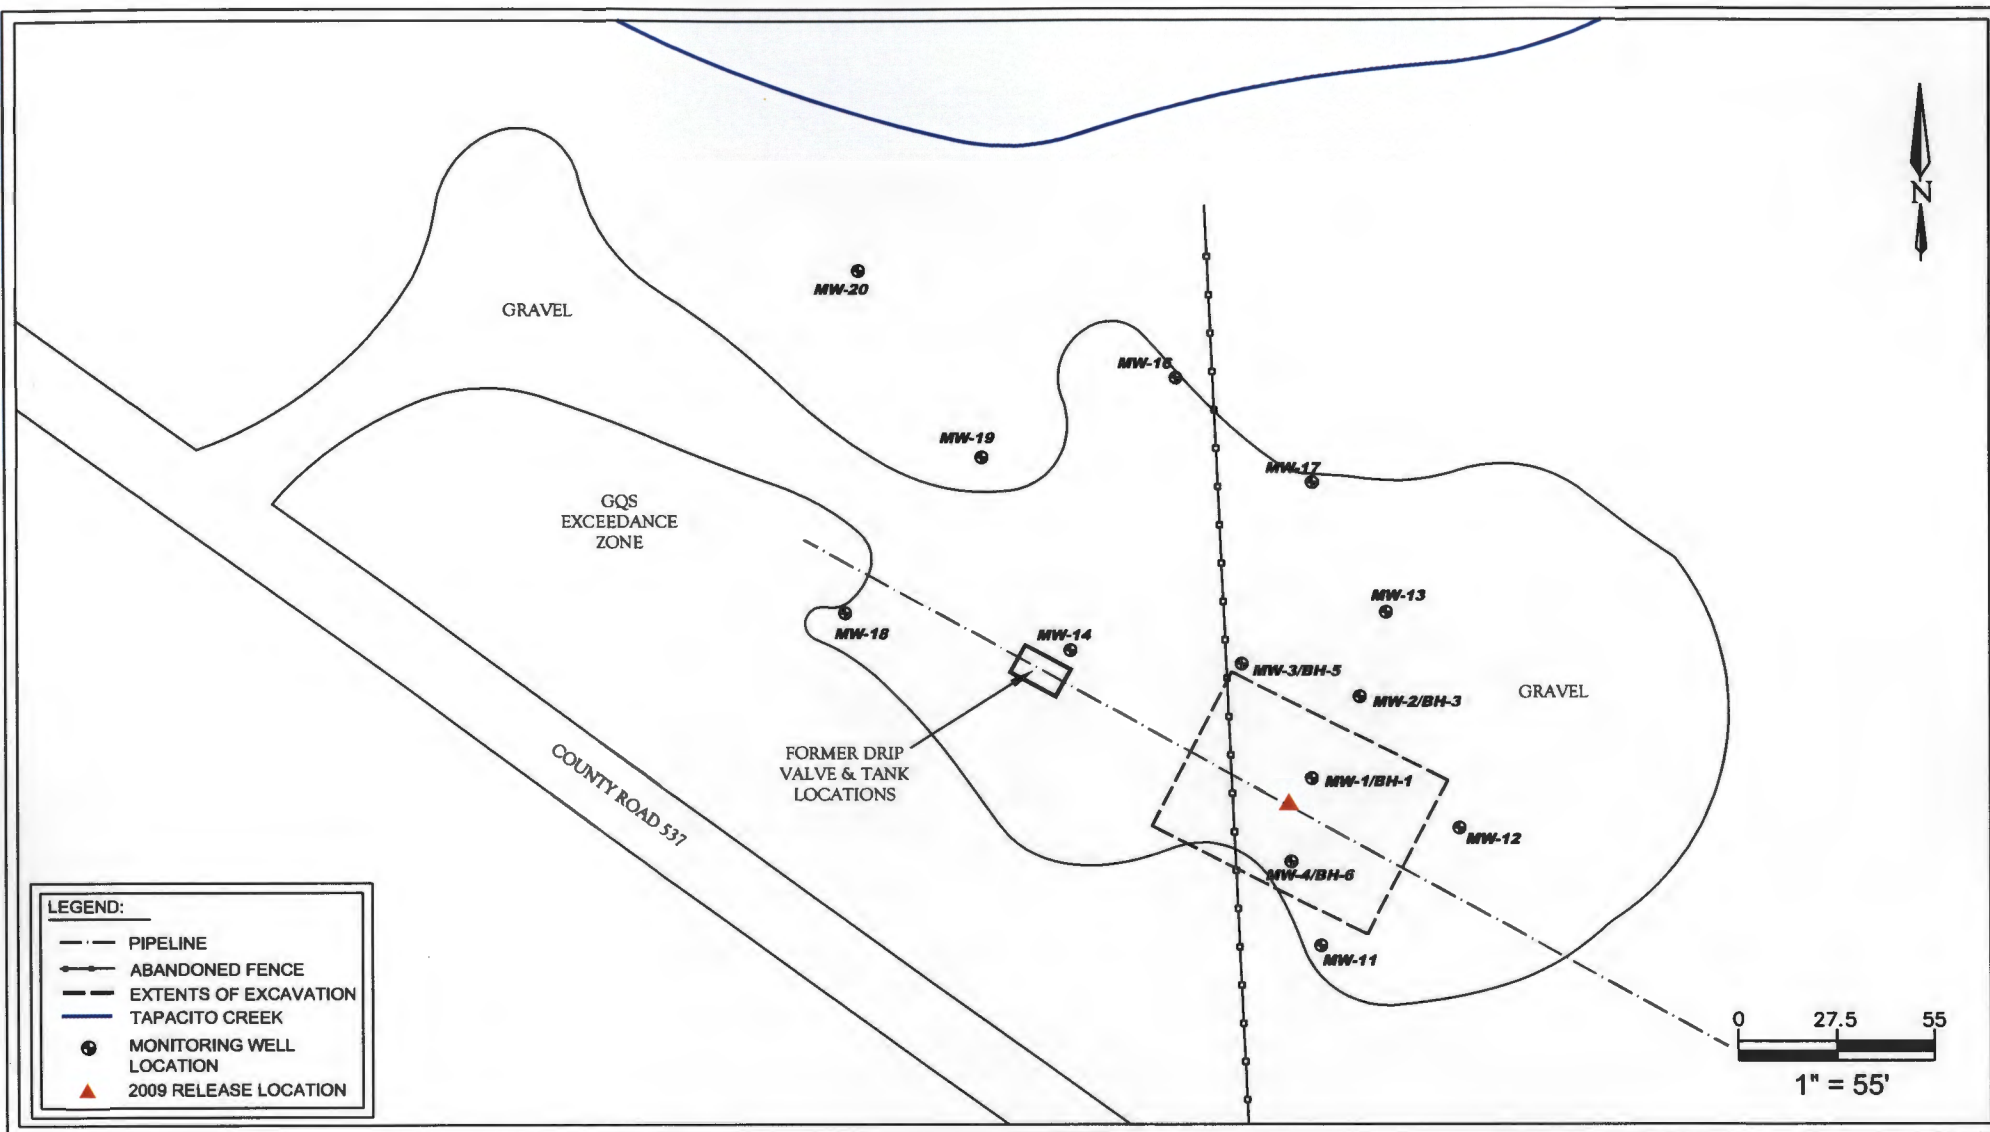 N
MW-20
GRAVEL
MW-16
MW-19
MW-17
GQS
EXCEEDANCE
ZONE
MW-13
MW-18
MW-14
MW-3/BH-5
MW-2/BH-3
GRAVEL
FORMER DRIP
VALVE & TANK
LOCATIONS
COUNTY ROAD 537
MW-1/BH-1
MW-12
MW-4/BH-6
MW-11
LEGEND:
PIPELINE
ABANDONED FENCE
EXTENTS OF EXCAVATION
TAPACITO CREEK
MONITORING WELL
LOCATION
2009 RELEASE LOCATION
0 27.5 55
1" = 55'